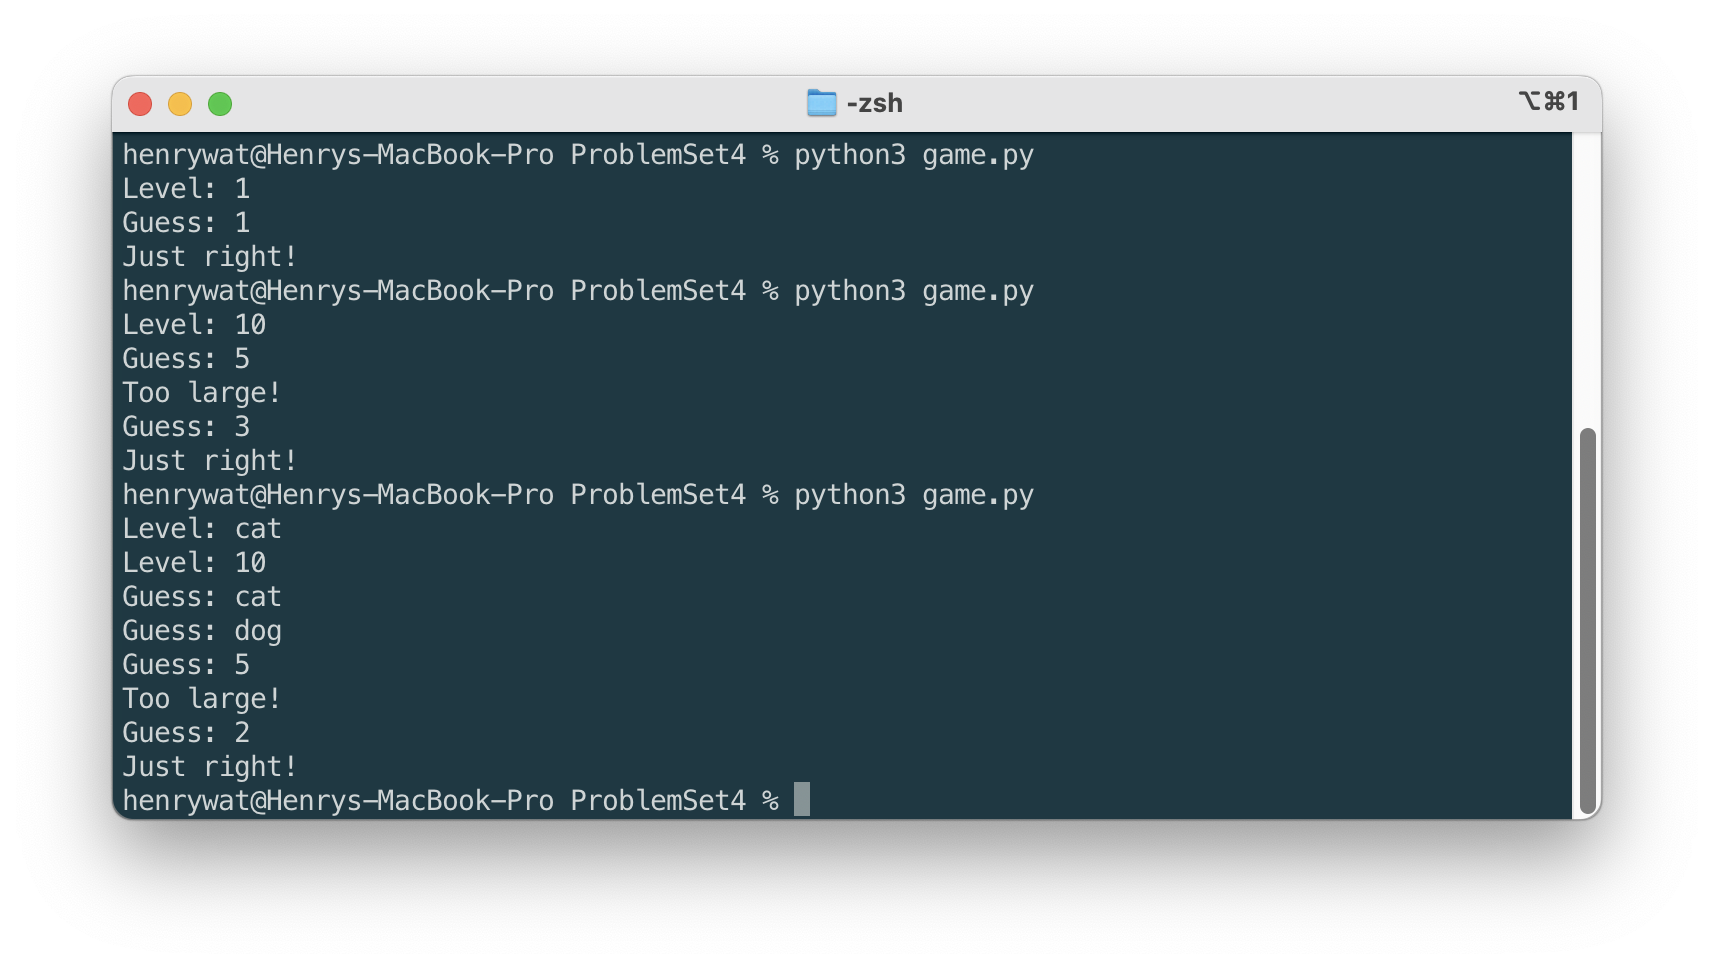 -zsh
⌥⌘1
henrywat@Henrys-MacBook-Pro ProblemSet4 % python3 game.py
Level: 1
Guess: 1
Just right!
henrywat@Henrys-MacBook-Pro ProblemSet4 % python3 game.py
Level: 10
Guess: 5
Too large!
Guess: 3
Just right!
henrywat@Henrys-MacBook-Pro ProblemSet4 % python3 game.py
Level: cat
Level: 10
Guess: cat
Guess: dog
Guess: 5
Too large!
Guess: 2
Just right!
henrywat@Henrys-MacBook-Pro ProblemSet4 %